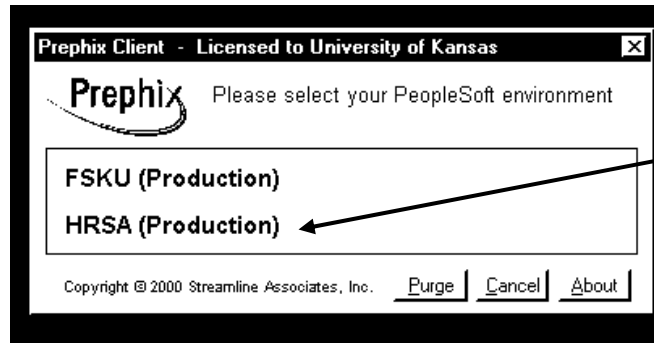 Prephix Client - Licensed to University of Kansas
Prephix
Please select your PeopleSoft environment
FSKU (Production)
HRSA (Production)
Copyright © 2000 Streamline Associates, Inc. Purge Cancel About